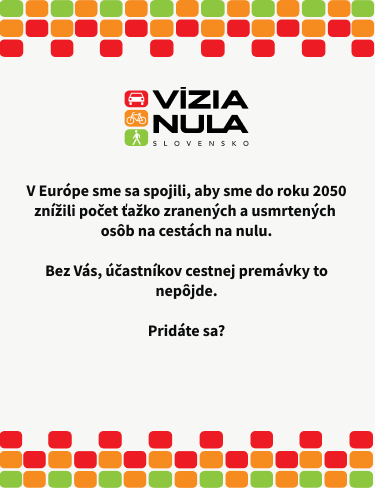 VÍZIA
NULA
SLOVENSKO
V Európe sme sa spojili, aby sme do roku 2050
znížili počet ťažko zranených a usmrtených
osôb na cestách na nulu.
Bez Vás, účastníkov cestnej premávky to
nepôjde.
Pridáte sa?